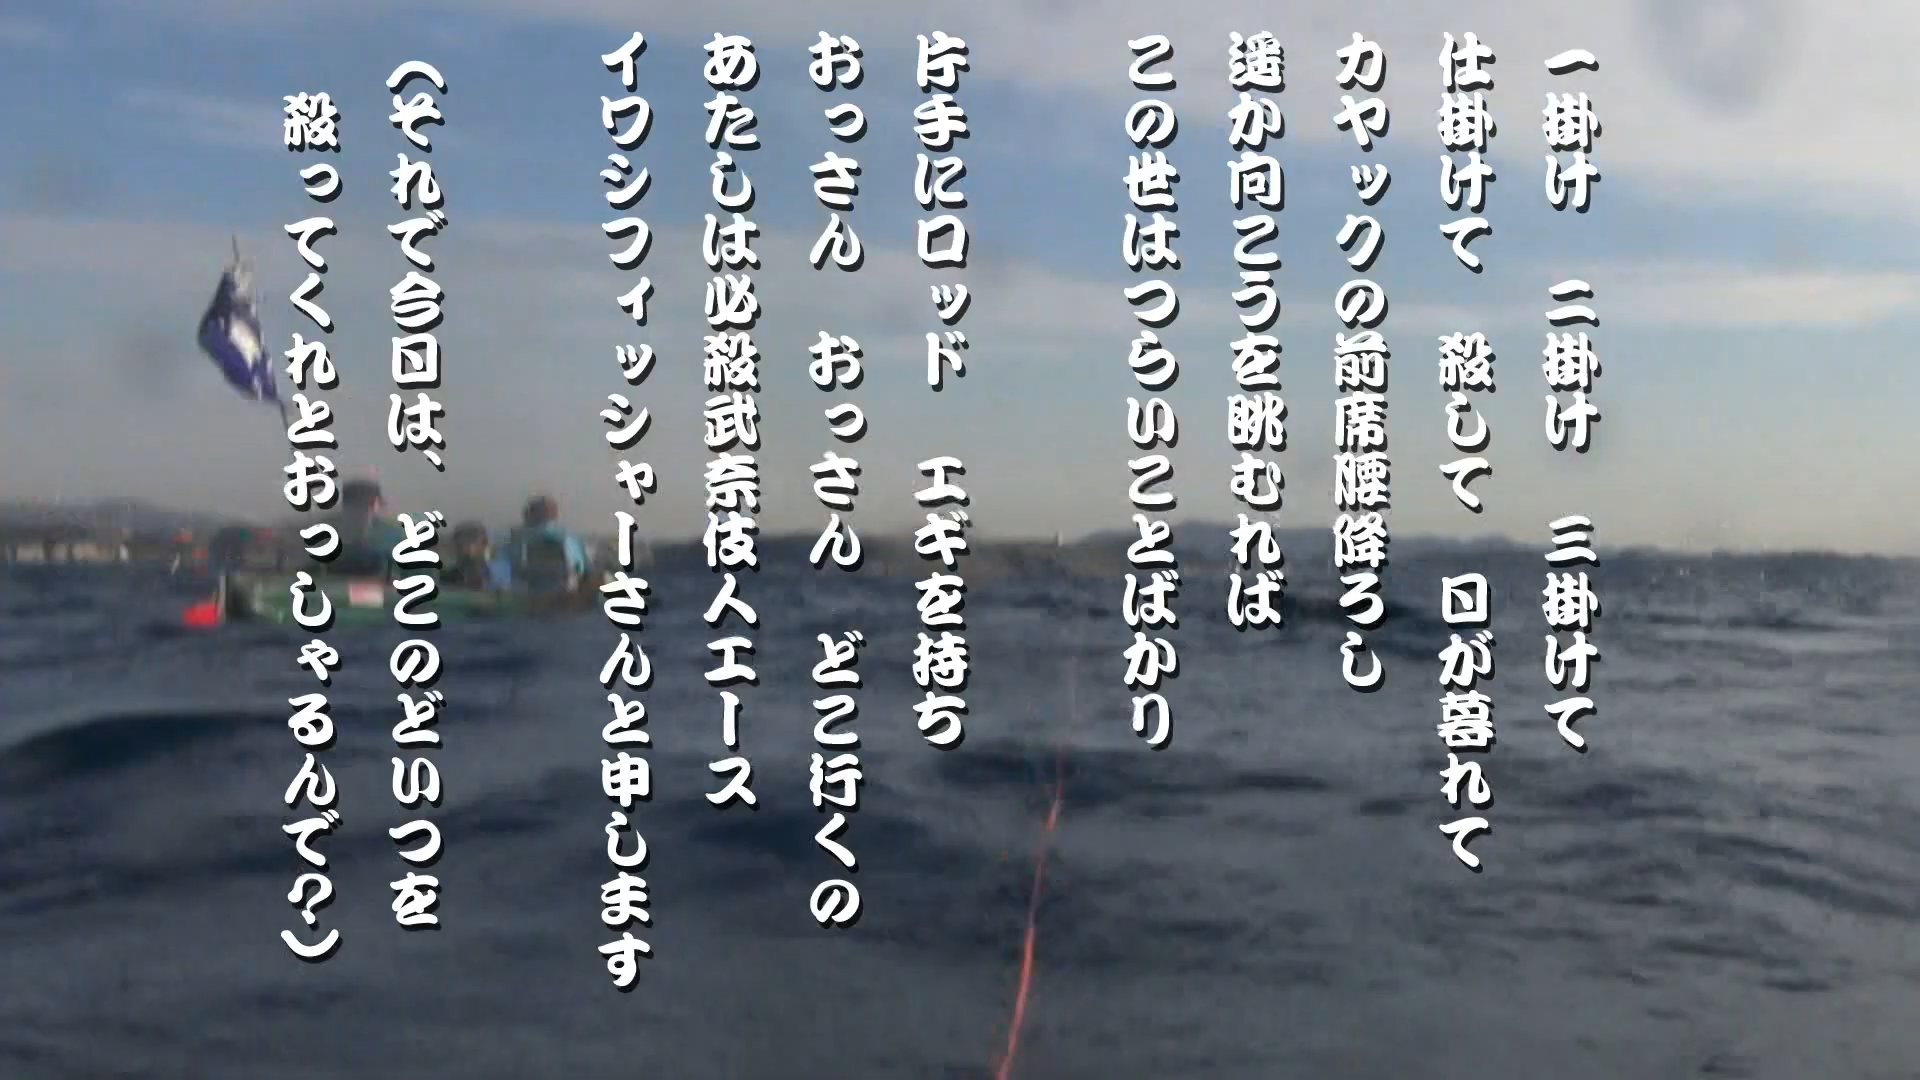 一掛け　二掛け　三掛けて
仕掛けて　殺して　日が暮れて
カヤックの前席腰降ろし
遥か向こうを眺むれば
この世はつらいことばかり
片手にロッド　エギを持ち
おっさん　おっさん　どこ行くの
あたしは必殺武奈伎人エース
イワシフィッシャーさんと申します
（それで今日は、どこのどいつを
殺ってくれとおっしゃるんで？）